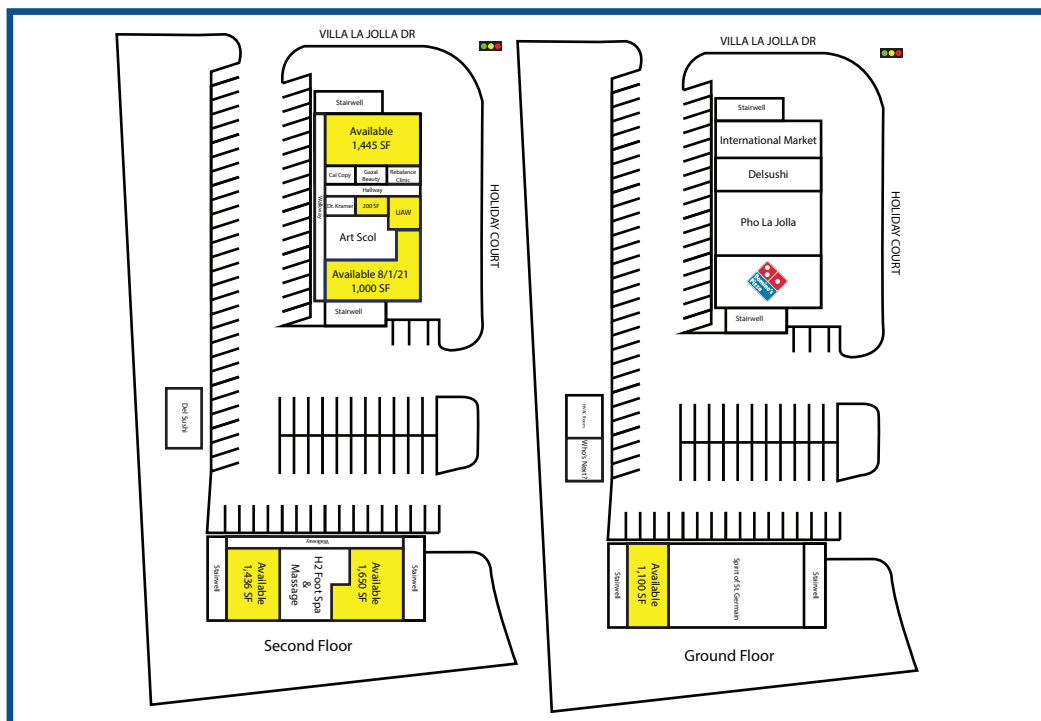 VILLA LA JOLLA DR
Stairwell
Available
1,445 SF
Cal Copy
Gazal
Beauty
Rebalance
Clinic
Hallway
Walkway
Dr. Kramer
200 SF
UAW
Art Scol
Available 8/1/21
1,000 SF
Stairwell
HOLIDAY COURT
Del Sushi
Walkway
Stairwell
Available
1,436 SF
H2 Foot Spa
&
Massage
Available
1,650 SF
Stairwell
Second Floor
VILLA LA JOLLA DR
Stairwell
International Market
Delsushi
Pho La Jolla
Domino's
Pizza
Stairwell
HOLIDAY COURT
Who's Next?
Stairwell
Available
1,100 SF
Spirit of St. Germain
Stairwell
Ground Floor